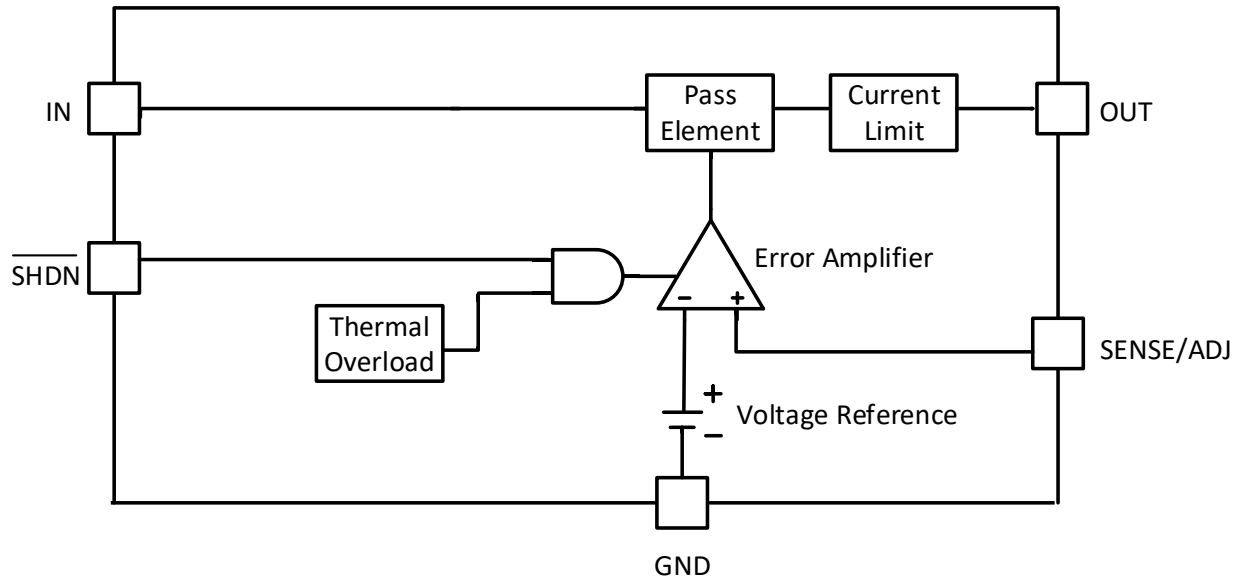 IN
Pass
Element
Current
Limit
OUT
SHDN
Error Amplifier
- +
Thermal
Overload
SENSE/ADJ
+
Voltage Reference
−
GND